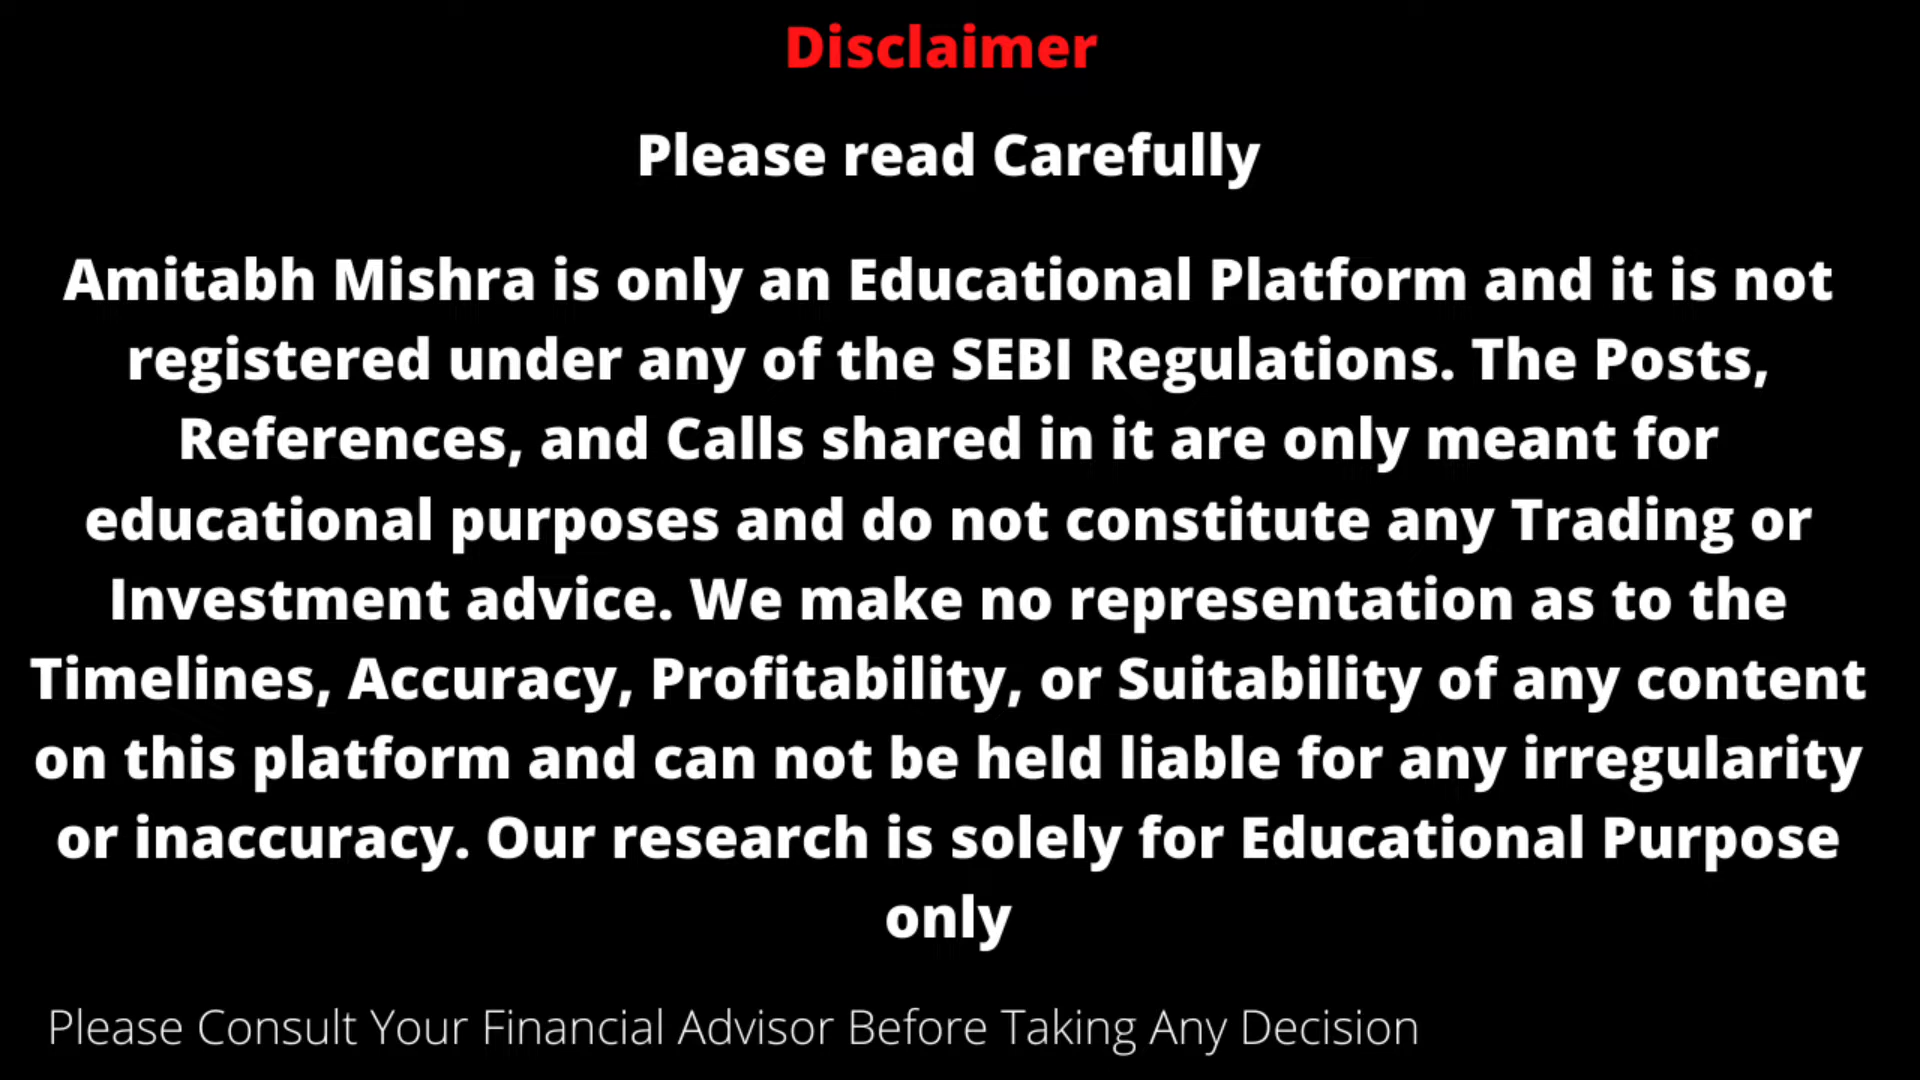 Disclaimer
Please read Carefully
Amitabh Mishra is only an Educational Platform and it is not
registered under any of the SEBI Regulations. The Posts,
References, and Calls shared in it are only meant for
educational purposes and do not constitute any Trading or
Investment advice. We make no representation as to the
Timelines, Accuracy, Profitability, or Suitability of any content
on this platform and can not be held liable for any irregularity
or inaccuracy. Our research is solely for Educational Purpose
only
Please Consult Your Financial Advisor Before Taking Any Decision